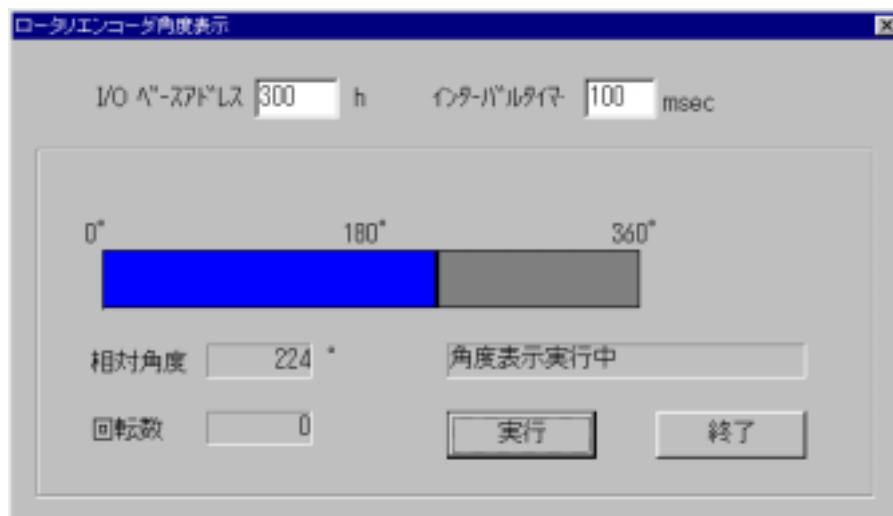 ロータリエンコーダ角度表示
I/O ﾍﾞｰｽｱﾄﾞﾚｽ 300 h ｲﾝﾀｰﾊﾞﾙﾀｲﾏｰ 100 msec
0° 180° 360°
相対角度 224 ° 角度表示実行中
回転数 0 実行 終了